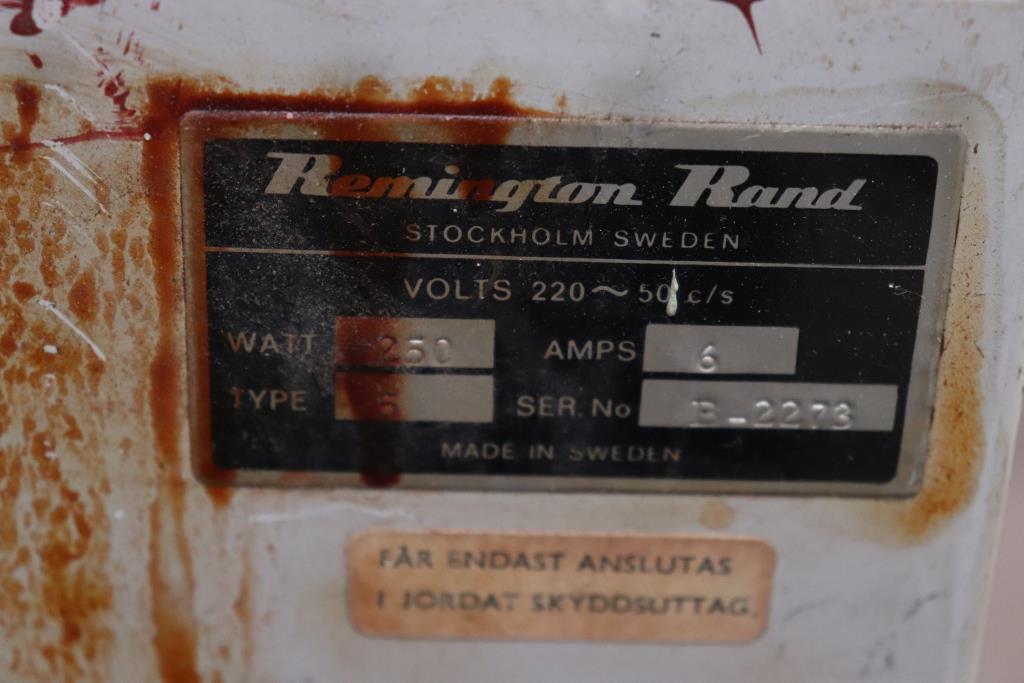 Remington Rand
STOCKHOLM SWEDEN
VOLTS 220~50 c/s
WATT 250 AMPS 6
TYPE SER. No E-2273
MADE IN SWEDEN
FÅR ENDAST ANSLUTAS
I JORDAT SKYDDSUTTAG.